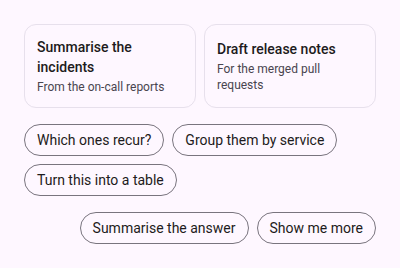 Summarise the
incidents
From the on-call reports
Draft release notes
For the merged pull
requests
Which ones recur?
Group them by service
Turn this into a table
Summarise the answer
Show me more